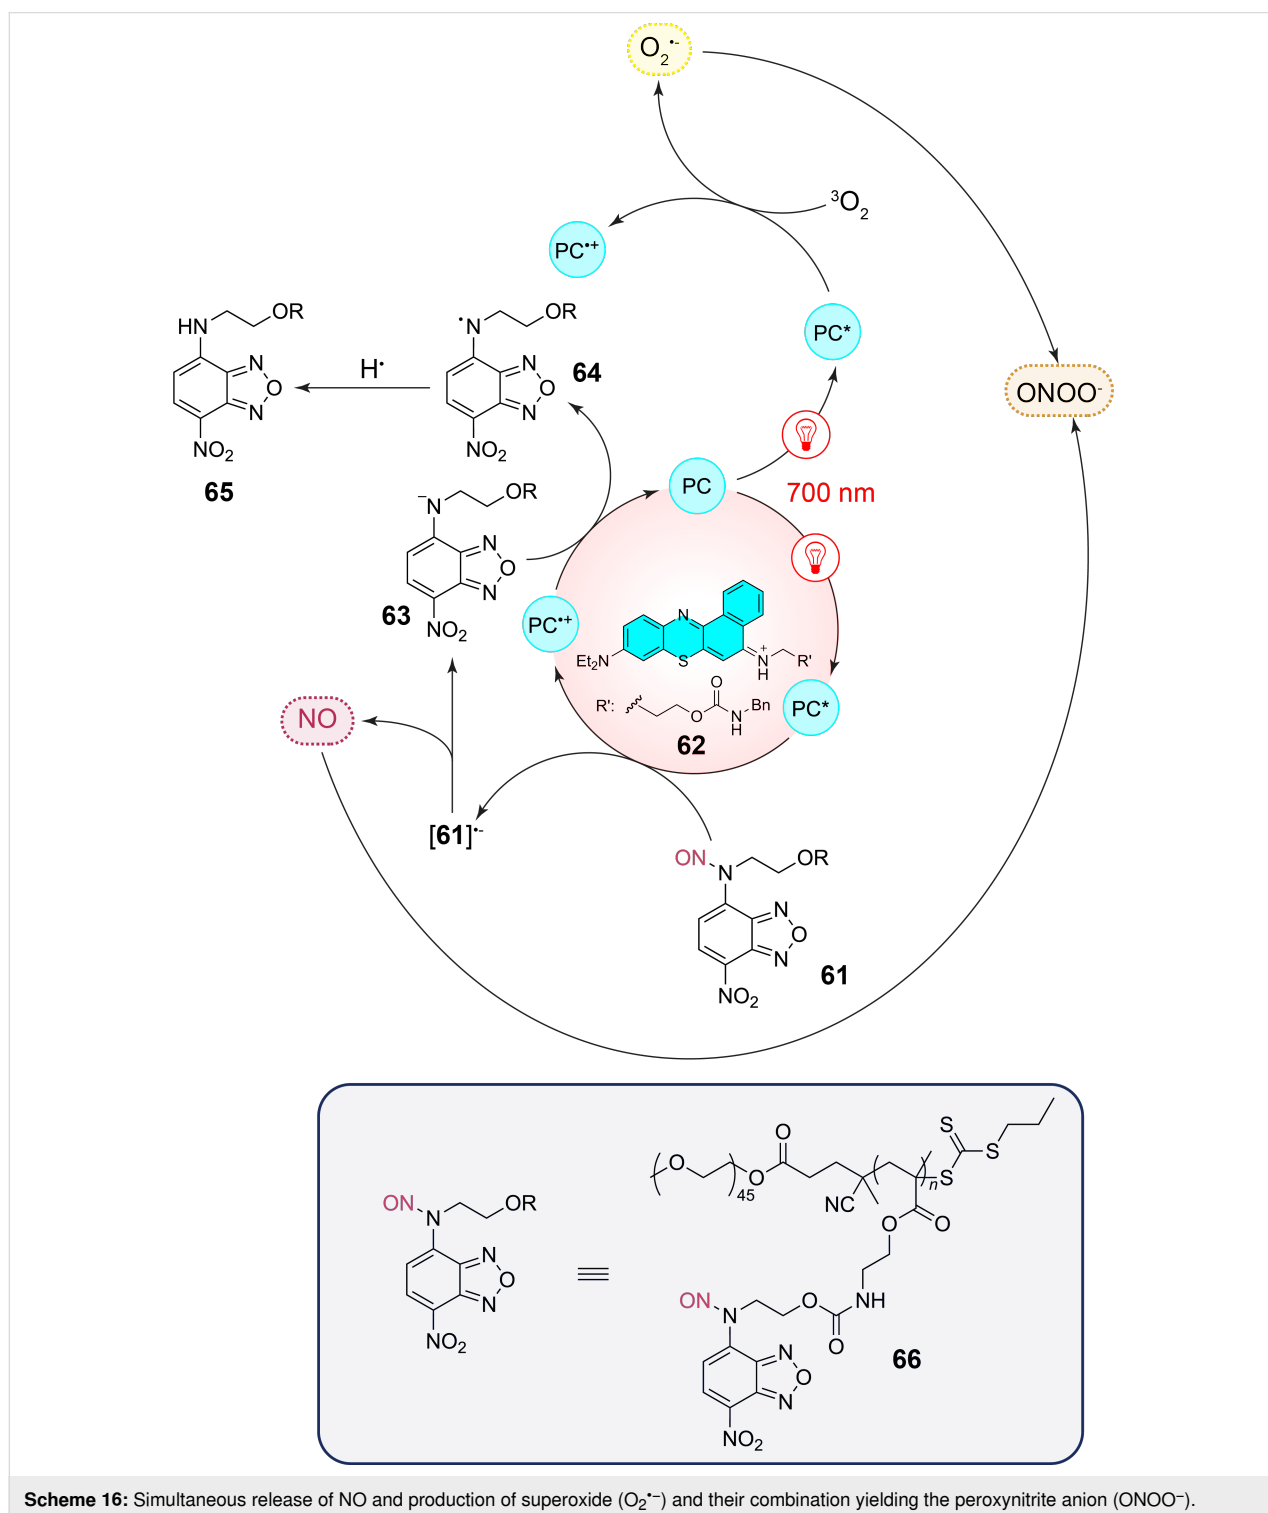 O2•-
3O2
PC•+
PC*
ONOO-
HN
OR
N
O
N
NO2
65
H•
•N
OR
N
O
N
NO2
64
PC
700 nm
-N
OR
N
O
N
NO2
63
PC•+
N
Et2N
S
+
N
H
R'
R':
O
O
N
H
Bn
62
PC*
NO
[61]•-
ON
N
OR
N
O
N
NO2
61
ON
N
OR
N
O
N
NO2
≡
O
45
O
O
NC
n
S
S
S
O
O
ON
N
O
O
NH
N
O
N
NO2
66
Scheme 16: Simultaneous release of NO and production of superoxide (O2•−) and their combination yielding the peroxynitrite anion (ONOO−).